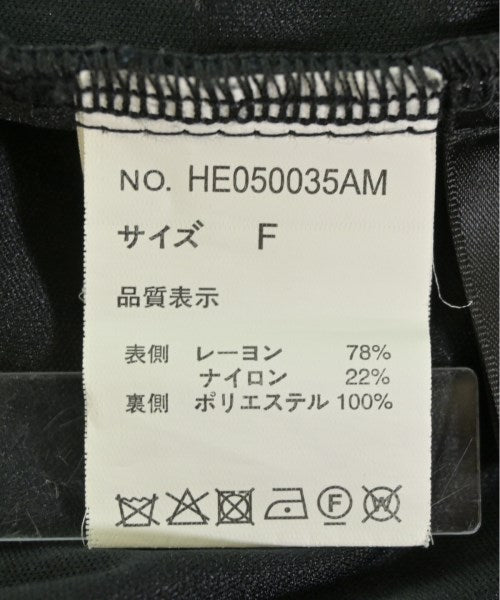 NO. HE050035AM
サイズ F
品質表示
表側 レーヨン 78%
ナイロン 22%
裏側 ポリエステル 100%
F W